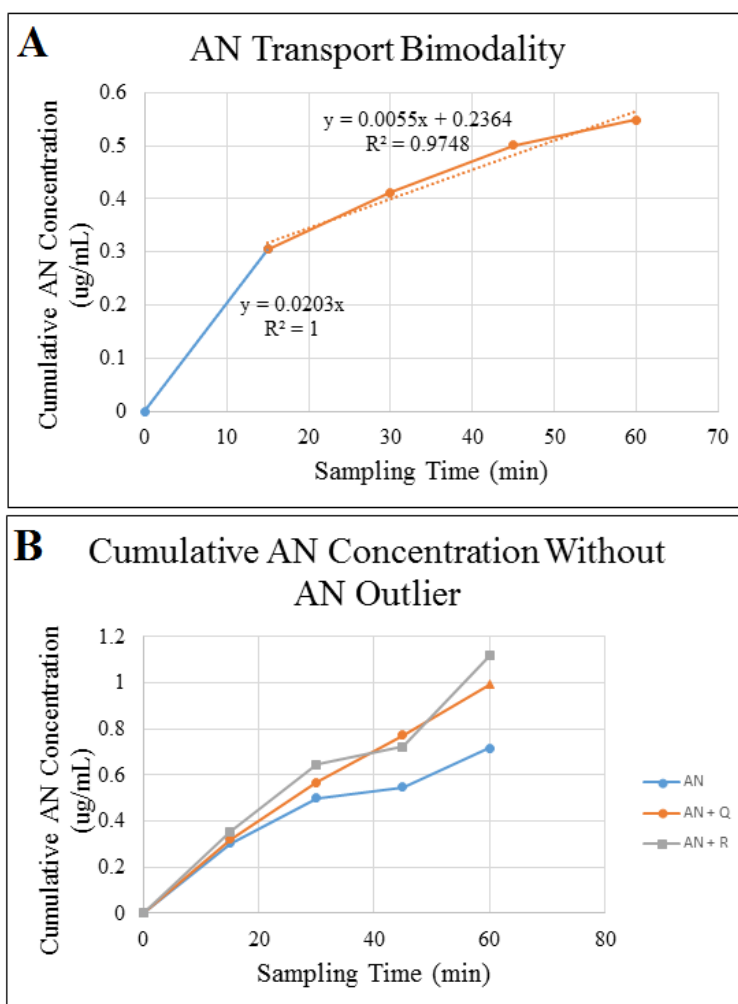 A
AN Transport Bimodality
Cumulative AN Concentration
(ug/mL)
0.6
0.5
0.4
0.3
0.2
0.1
0
y = 0.0055x + 0.2364
R² = 0.9748
y = 0.0203x
R² = 1
0 10 20 30 40 50 60 70
Sampling Time (min)
B
Cumulative AN Concentration Without
AN Outlier
Cumulative AN Concentration
(ug/mL)
1.2
1
0.8
0.6
0.4
0.2
0
0 20 40 60 80
Sampling Time (min)
AN
AN + Q
AN + R